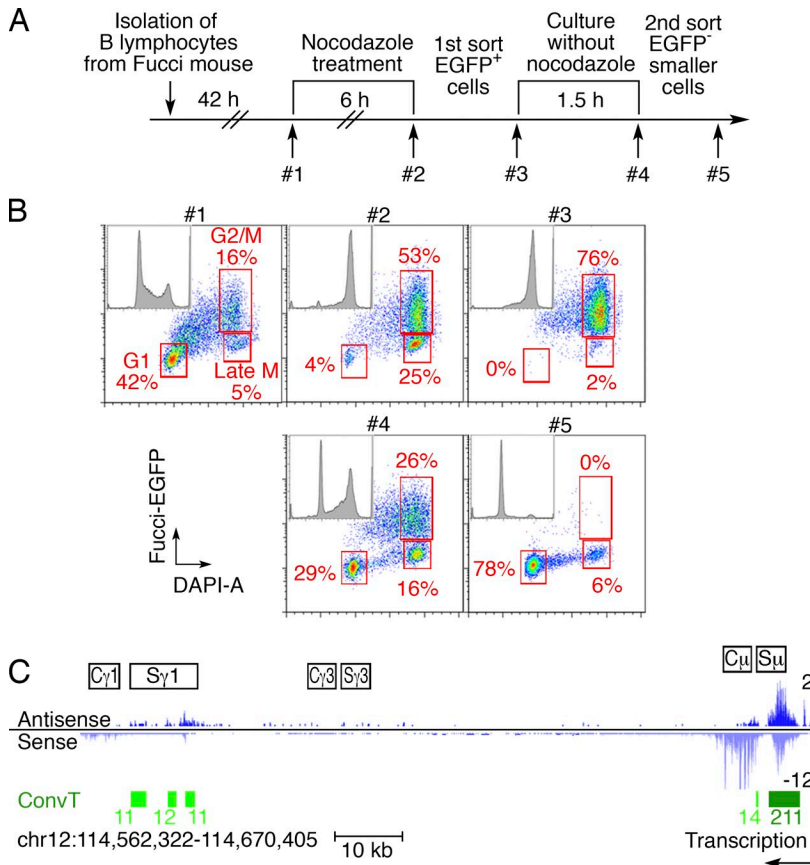 A
Isolation of
B lymphocytes
from Fucci mouse
Nocodazole
treatment
1st sort
EGFP+
cells
Culture
without
nocodazole
2nd sort
EGFP-
smaller
cells
42 h
6 h
1.5 h
#1
#2
#3
#4
#5
B
#1
#2
#3
G2/M
16%
53%
76%
G1
42%
Late M
5%
4%
25%
0%
2%
#4
#5
Fucci-EGFP
DAPI-A
26%
0%
29%
16%
78%
6%
C
Cγ1
Sγ1
Cγ3
Sγ3
Cμ
Sμ
2
Antisense
Sense
-12
ConvT
11
12
11
14
211
chr12:114,562,322-114,670,405
10 kb
Transcription